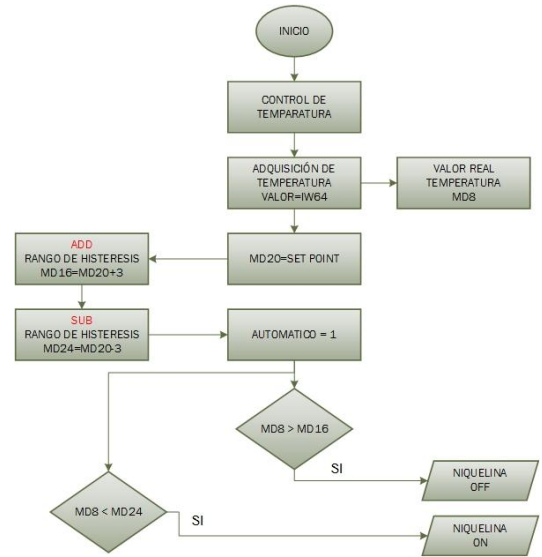 INICIO
CONTROL DE
TEMPARATURA
ADQUISICIÓN DE
TEMPERATURA
VALOR=IW64
VALOR REAL
TEMPERATURA
MD8
ADD
RANGO DE HISTERESIS
MD16=MD20+3
MD20=SET POINT
SUB
RANGO DE HISTERESIS
MD24=MD20-3
AUTOMATICO = 1
MD8 > MD16
SI
NIQUELINA
OFF
MD8 < MD24
SI
NIQUELINA
ON